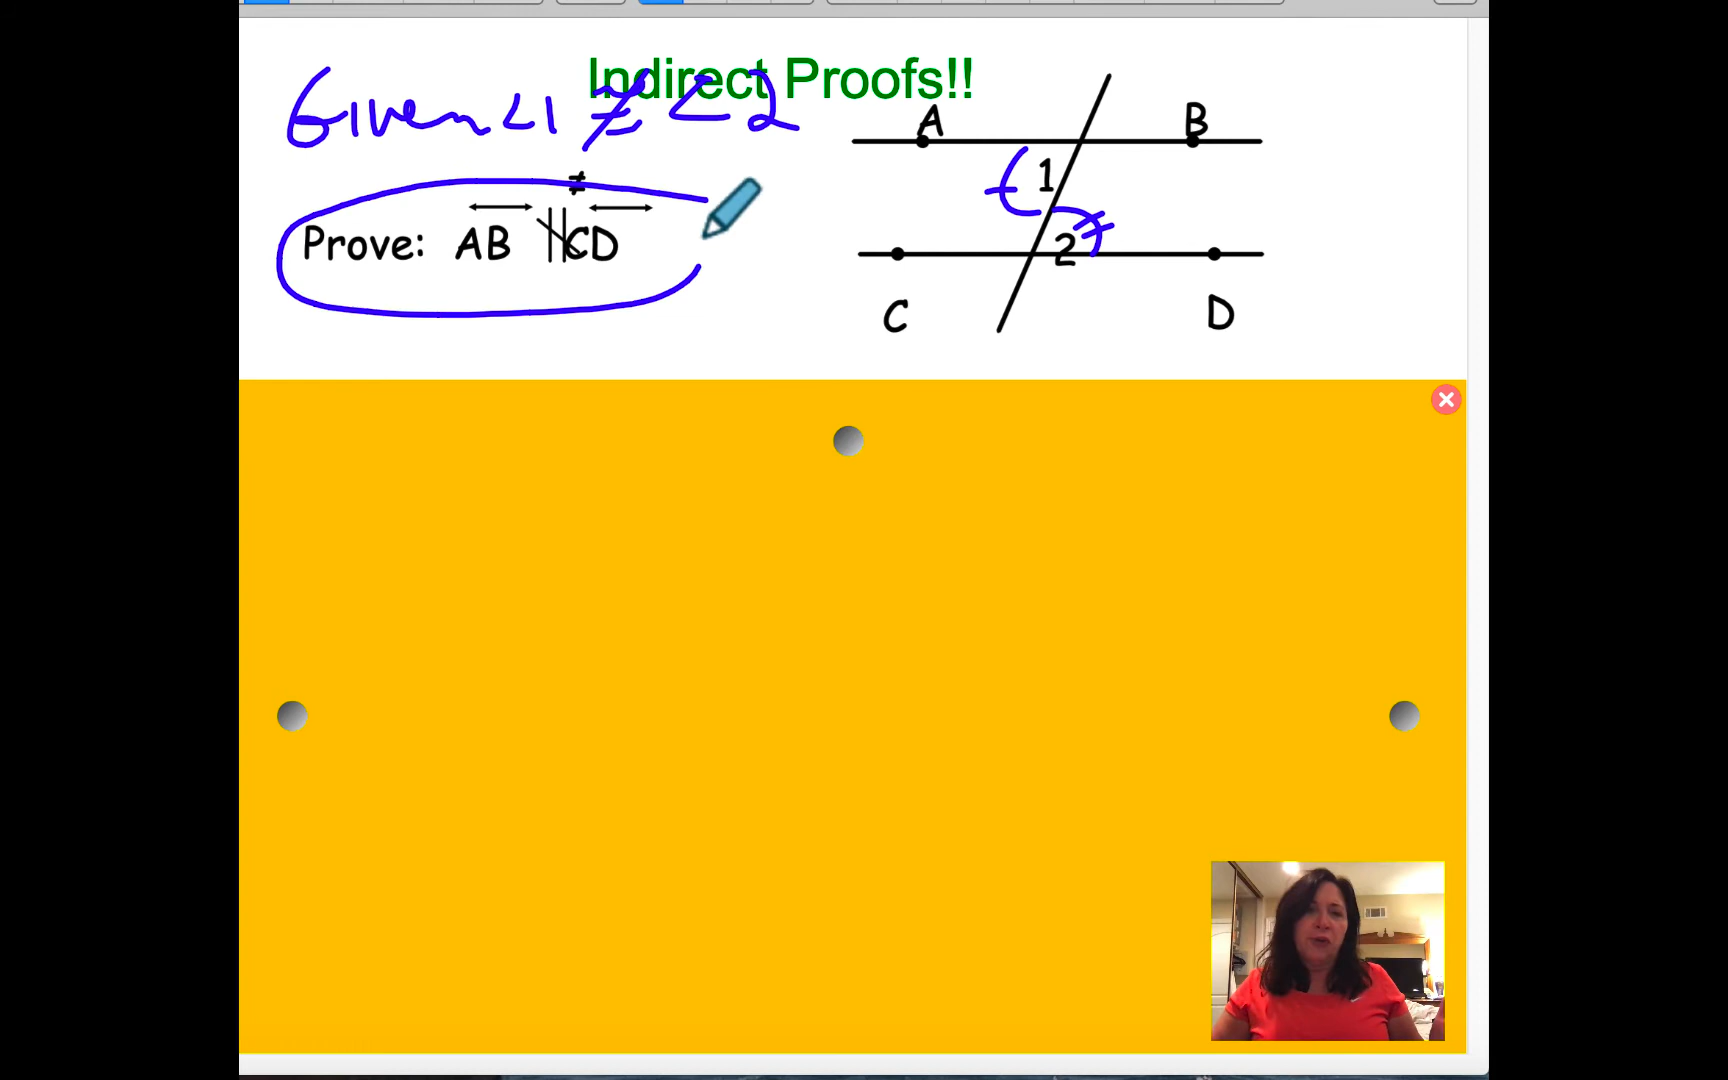 Indirect Proofs!!
Given <1 ≇ <2
≠
Prove: AB ∦ CD
A B
1
2
C D